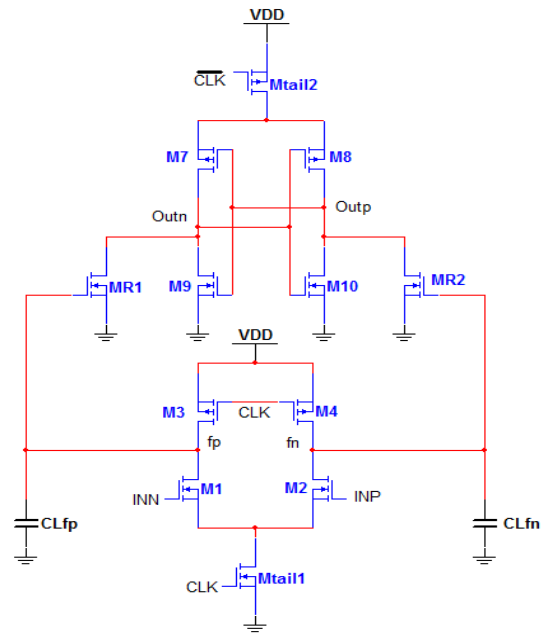 VDD
CLK
Mtail2
M7
M8
Outn
Outp
MR1
M9
M10
MR2
VDD
M3
CLK
M4
fp
fn
M1
M2
INN
INP
CLfp
CLfn
CLK
Mtail1